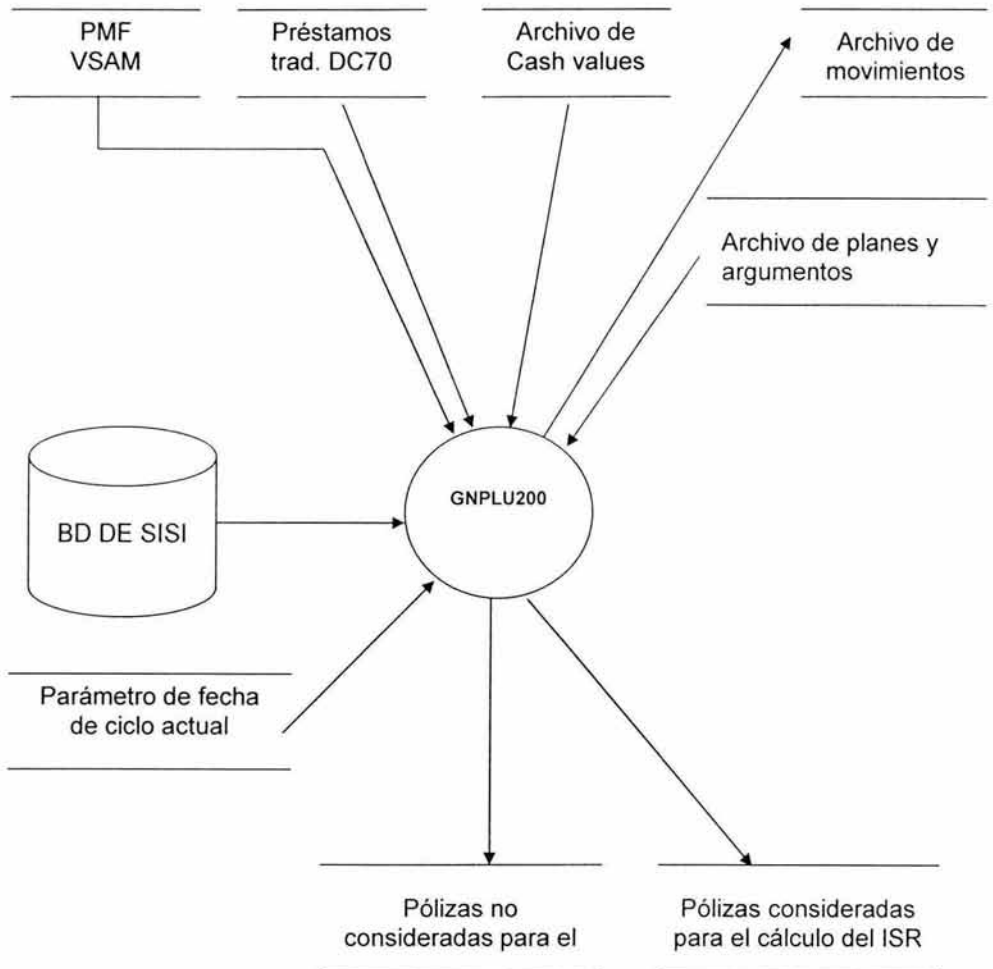 PMF
VSAM
Préstamos
trad. DC70
Archivo de
Cash values
Archivo de
movimientos
Archivo de planes y
argumentos
GNPLU200
BD DE SISI
Parámetro de fecha
de ciclo actual
Pólizas no
consideradas para el
Pólizas consideradas
para el cálculo del ISR